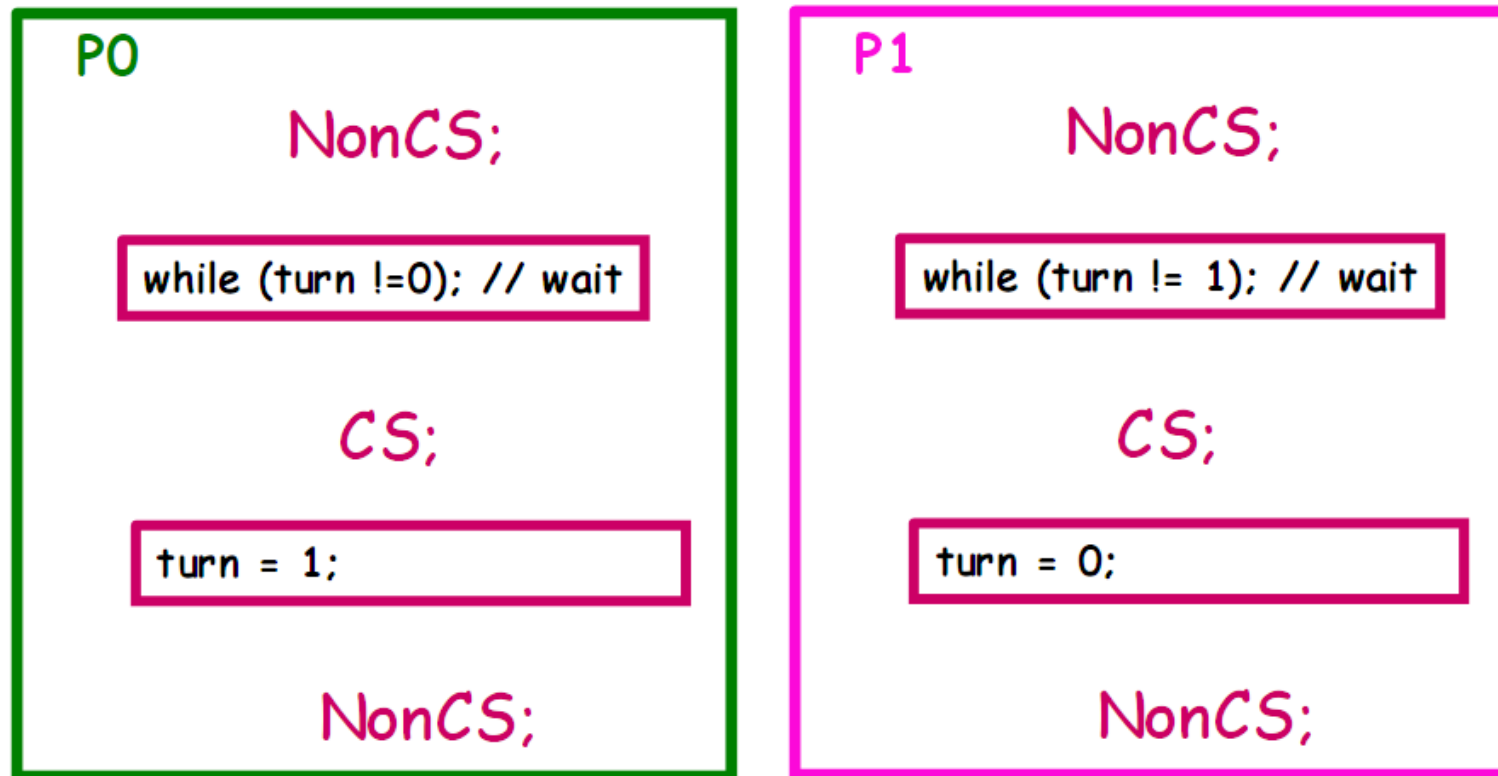 P0
NonCS;
while (turn !=0); // wait
CS;
turn = 1;
NonCS;
P1
NonCS;
while (turn != 1); // wait
CS;
turn = 0;
NonCS;